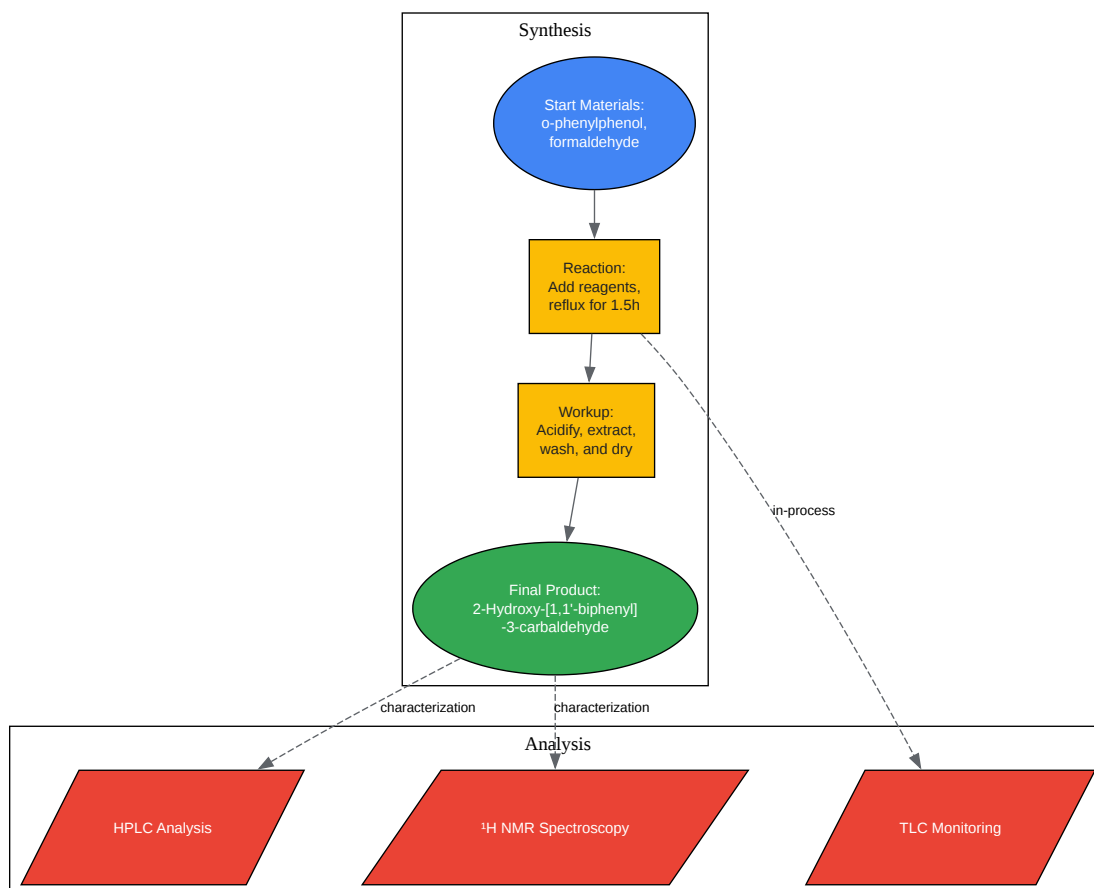 Synthesis
Start Materials:
o-phenylphenol,
formaldehyde
Reaction:
Add reagents,
reflux for 1.5h
Workup:
Acidify, extract,
wash, and dry
in-process
Final Product:
2-Hydroxy-[1,1'-biphenyl]
-3-carbaldehyde
characterization
characterization
Analysis
HPLC Analysis
¹H NMR Spectroscopy
TLC Monitoring